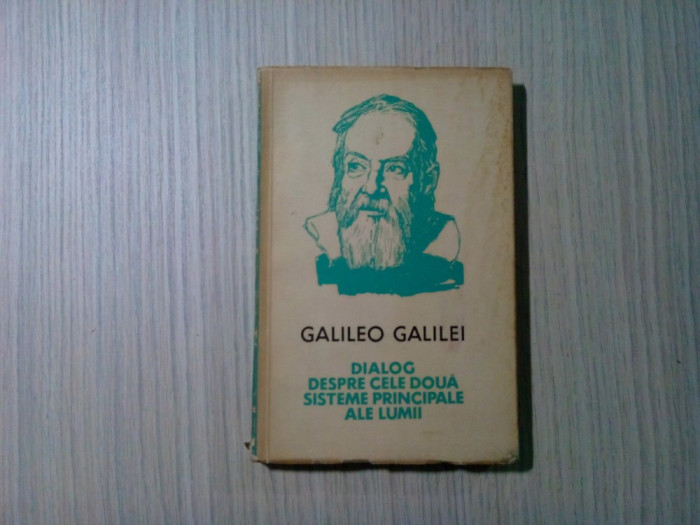 GALILEO GALILEI
DIALOG
DESPRE CELE DOUĂ
SISTEME PRINCIPALE
ALE LUMII